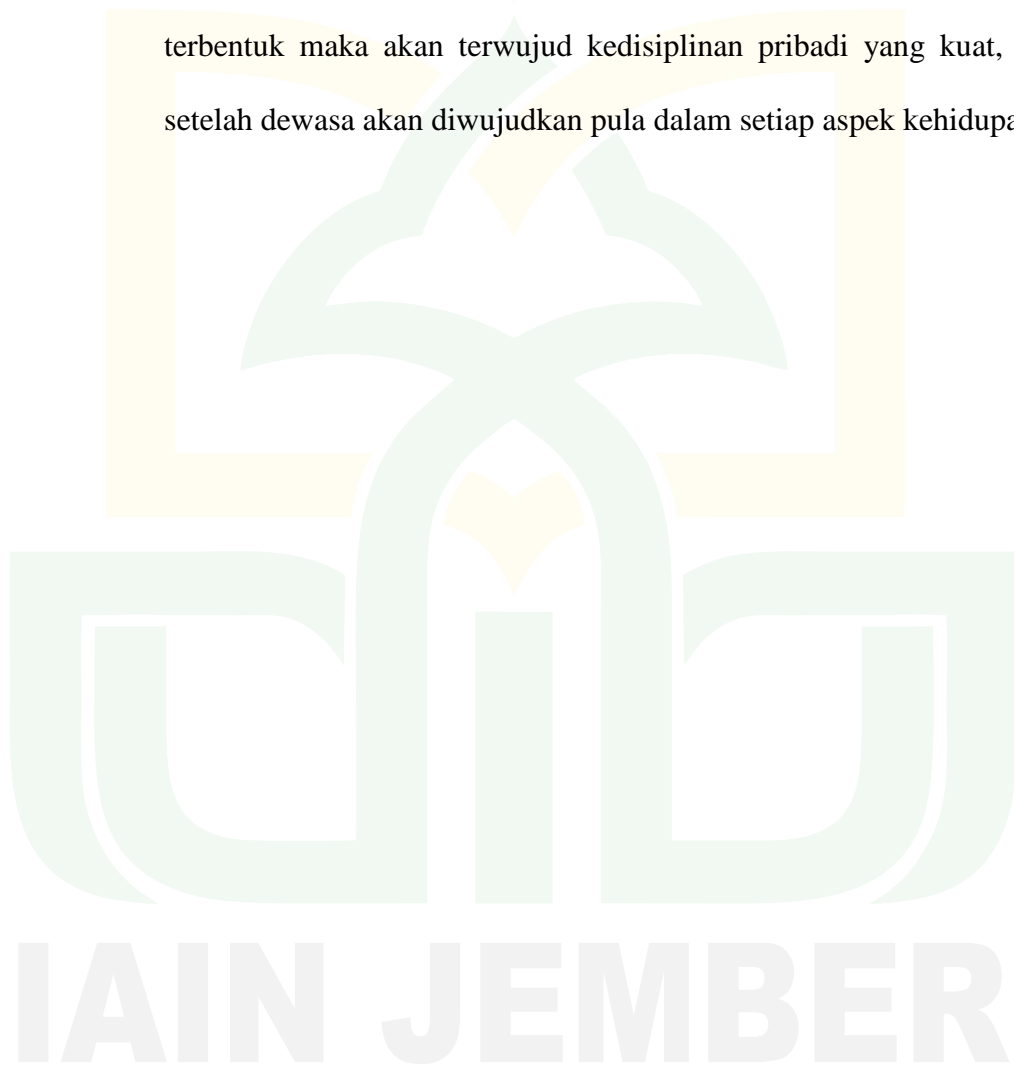 terbentuk maka akan terwujud kedisiplinan pribadi yang kuat,
setelah dewasa akan diwujudkan pula dalam setiap aspek
IAIN JEMBER